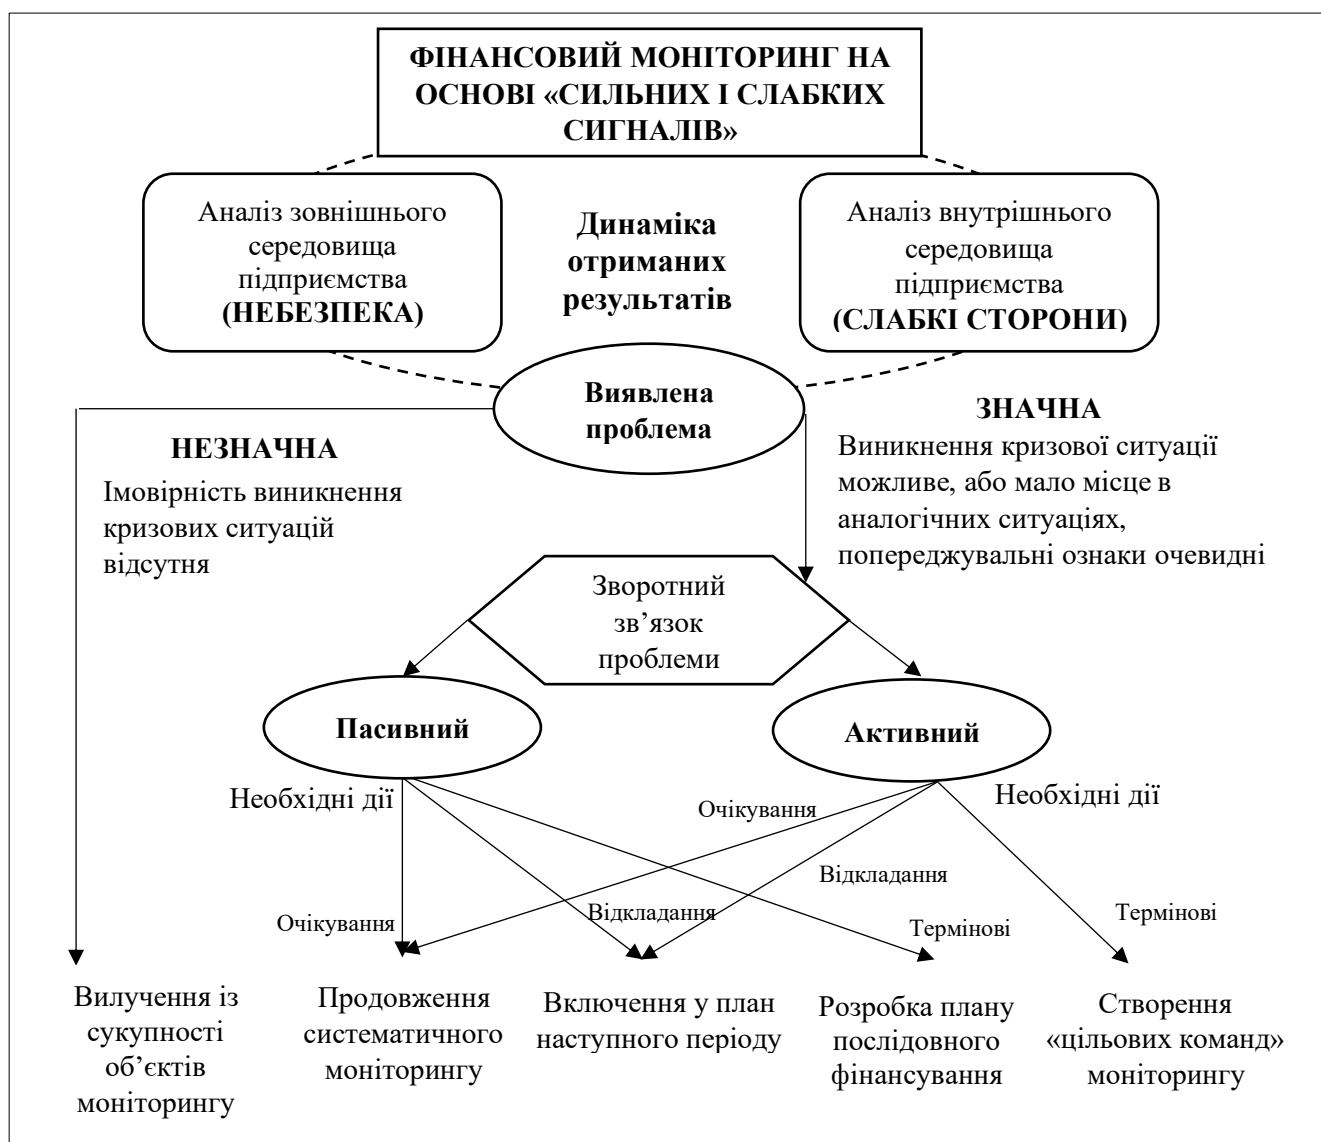 ФІНАНСОВИЙ МОНІТОРИНГ НА
ОСНОВІ «СИЛЬНИХ І СЛАБКИХ
СИГНАЛІВ»
Аналіз зовнішнього
середовища
підприємства
(НЕБЕЗПЕКА)
Динаміка
отриманих
результатів
Аналіз внутрішнього
середовища
підприємства
(СЛАБКІ СТОРОНИ)
Виявлена
проблема
НЕЗНАЧНА
Імовірність виникнення
кризових ситуацій
відсутня
ЗНАЧНА
Виникнення кризової ситуації
можливе, або мало місце в
аналогічних ситуаціях,
попереджувальні ознаки очевидні
Зворотний
зв’язок
проблеми
Пасивний
Активний
Необхідні дії
Необхідні дії
Очікування
Відкладання
Очікування
Відкладання
Термінові
Термінові
Вилучення із
сукупності
об’єктів
моніторингу
Продовження
систематичного
моніторингу
Включення у план
наступного періоду
Розробка плану
послідовного
фінансування
Створення
«цільових команд»
моніторингу